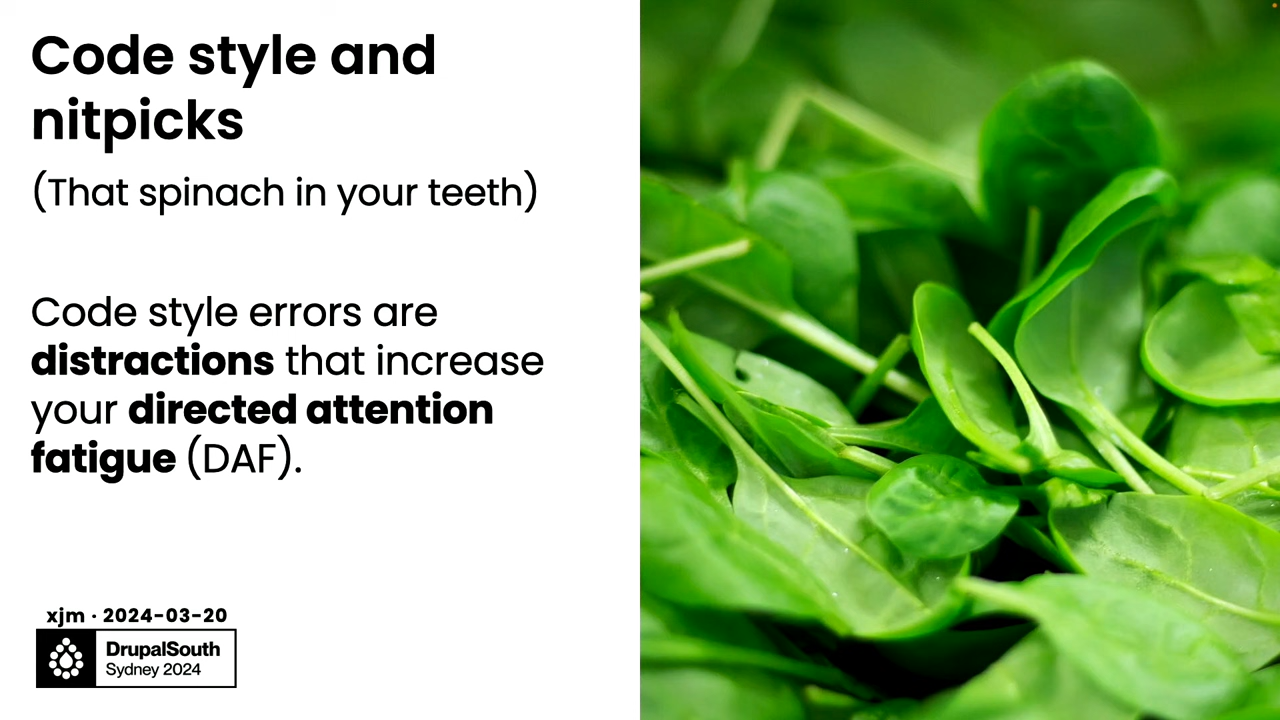 Code style and
nitpicks
(That spinach in your teeth)
Code style errors are
distractions that increase
your directed attention
fatigue (DAF).
xjm · 2024-03-20
DrupalSouth
Sydney 2024